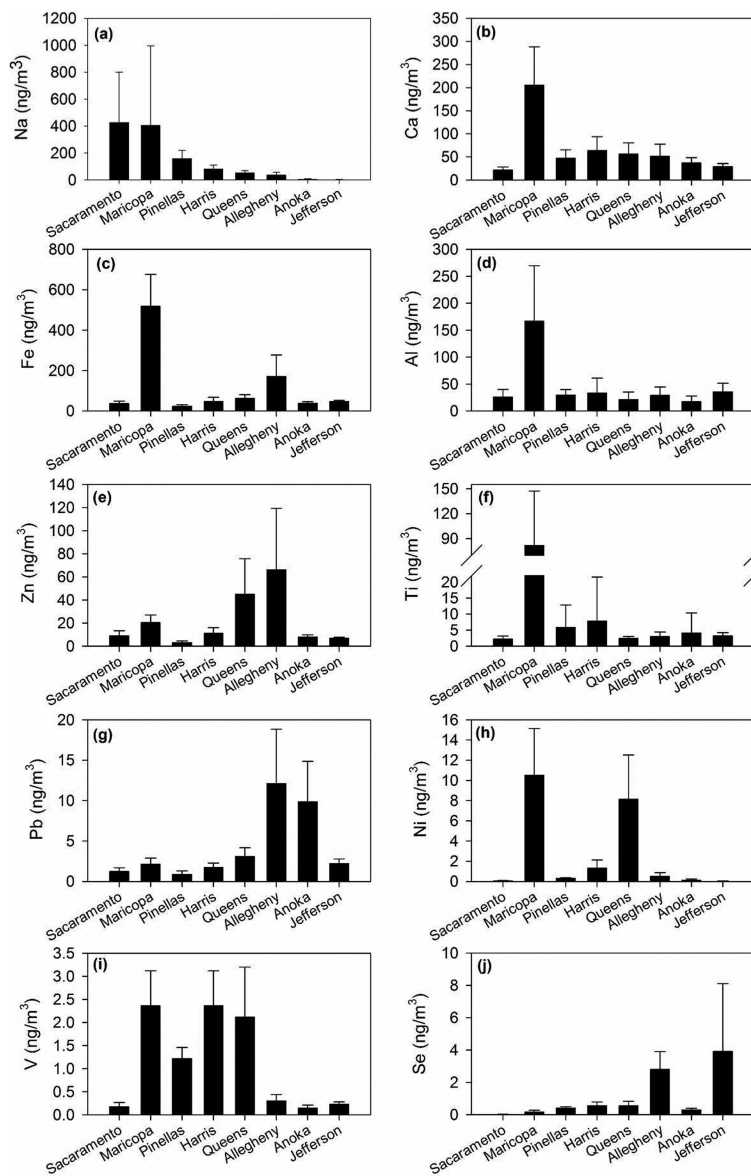 (a)
Na (ng/m3)
1200
1000
800
600
400
200
0
Sacaramento
Maricopa
Pinellas
Harris
Queens
Allegheny
Anoka
Jefferson
(b)
Ca (ng/m3)
350
300
250
200
150
100
50
0
Sacaramento
Maricopa
Pinellas
Harris
Queens
Allegheny
Anoka
Jefferson
(c)
Fe (ng/m3)
800
600
400
200
0
Sacaramento
Maricopa
Pinellas
Harris
Queens
Allegheny
Anoka
Jefferson
(d)
Al (ng/m3)
300
250
200
150
100
50
0
Sacaramento
Maricopa
Pinellas
Harris
Queens
Allegheny
Anoka
Jefferson
(e)
Zn (ng/m3)
140
120
100
80
60
40
20
0
Sacaramento
Maricopa
Pinellas
Harris
Queens
Allegheny
Anoka
Jefferson
(f)
Ti (ng/m3)
150
120
90
20
15
10
5
0
Sacaramento
Maricopa
Pinellas
Harris
Queens
Allegheny
Anoka
Jefferson
(g)
Pb (ng/m3)
20
15
10
5
0
Sacaramento
Maricopa
Pinellas
Harris
Queens
Allegheny
Anoka
Jefferson
(h)
Ni (ng/m3)
16
14
12
10
8
6
4
2
0
Sacaramento
Maricopa
Pinellas
Harris
Queens
Allegheny
Anoka
Jefferson
(i)
V (ng/m3)
3.5
3.0
2.5
2.0
1.5
1.0
0.5
0.0
Sacaramento
Maricopa
Pinellas
Harris
Queens
Allegheny
Anoka
Jefferson
(j)
Se (ng/m3)
10
8
6
4
2
0
Sacaramento
Maricopa
Pinellas
Harris
Queens
Allegheny
Anoka
Jefferson